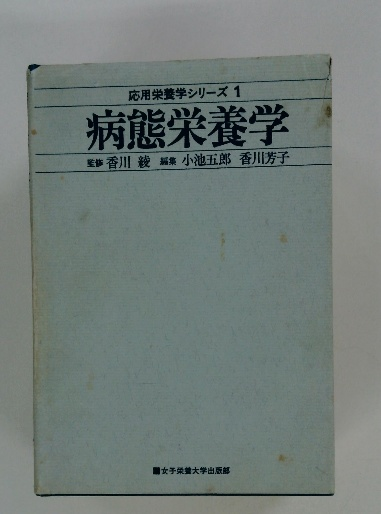 応用栄養学シリーズ 1
病態栄養学
監修 香川 綾 編集 小池五郎 香川芳子
■女子栄養大学出版部